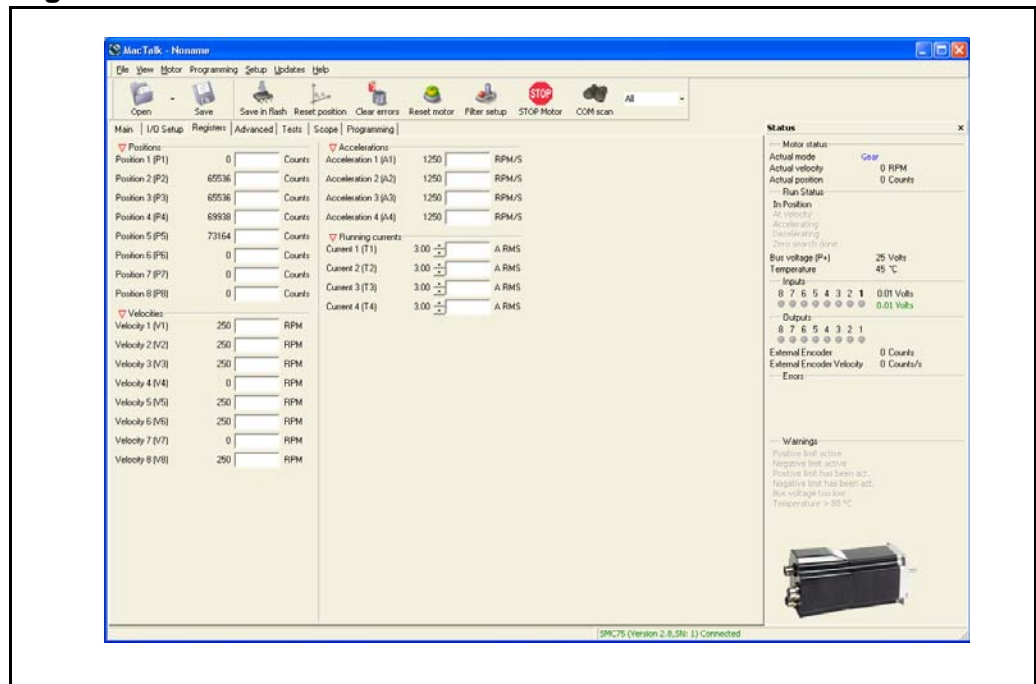 MacTalk - Noname
File View Motor Programming Setup Updates Help
Open Save Save in flash Reset position Clear errors Reset motor Filter setup STOP Motor COM scan All
STOP
Main I/O Setup Registers Advanced Tests Scope Programming
Positions
Position 1 (P1) 0 Counts
Position 2 (P2) 65536 Counts
Position 3 (P3) 65536 Counts
Position 4 (P4) 69938 Counts
Position 5 (P5) 73164 Counts
Position 6 (P6) 0 Counts
Position 7 (P7) 0 Counts
Position 8 (P8) 0 Counts
Velocities
Velocity 1 (V1) 250 RPM
Velocity 2 (V2) 250 RPM
Velocity 3 (V3) 250 RPM
Velocity 4 (V4) 0 RPM
Velocity 5 (V5) 250 RPM
Velocity 6 (V6) 250 RPM
Velocity 7 (V7) 0 RPM
Velocity 8 (V8) 250 RPM
Accelerations
Acceleration 1 (A1) 1250 RPM/S
Acceleration 2 (A2) 1250 RPM/S
Acceleration 3 (A3) 1250 RPM/S
Acceleration 4 (A4) 1250 RPM/S
Running currents
Current 1 (T1) 3.00 A RMS
Current 2 (T2) 3.00 A RMS
Current 3 (T3) 3.00 A RMS
Current 4 (T4) 3.00 A RMS
Status x
Motor status
Actual mode Gear
Actual velocity 0 RPM
Actual position 0 Counts
Run Status
In Position
At velocity
Accelerating
Decelerating
Zero search done
Bus voltage (P+) 25 Volts
Temperature 45 °C
Inputs
8 7 6 5 4 3 2 1 0.01 Volts
0.01 Volts
Outputs
8 7 6 5 4 3 2 1
External Encoder 0 Counts
External Encoder Velocity 0 Counts/s
Errors
Warnings
Positive limit active
Negative limit active
Positive limit has been act.
Negative limit has been act.
Bus voltage too low
Temperature > 80 °C
SMC75 (Version 2.8,SN: 1) Connected